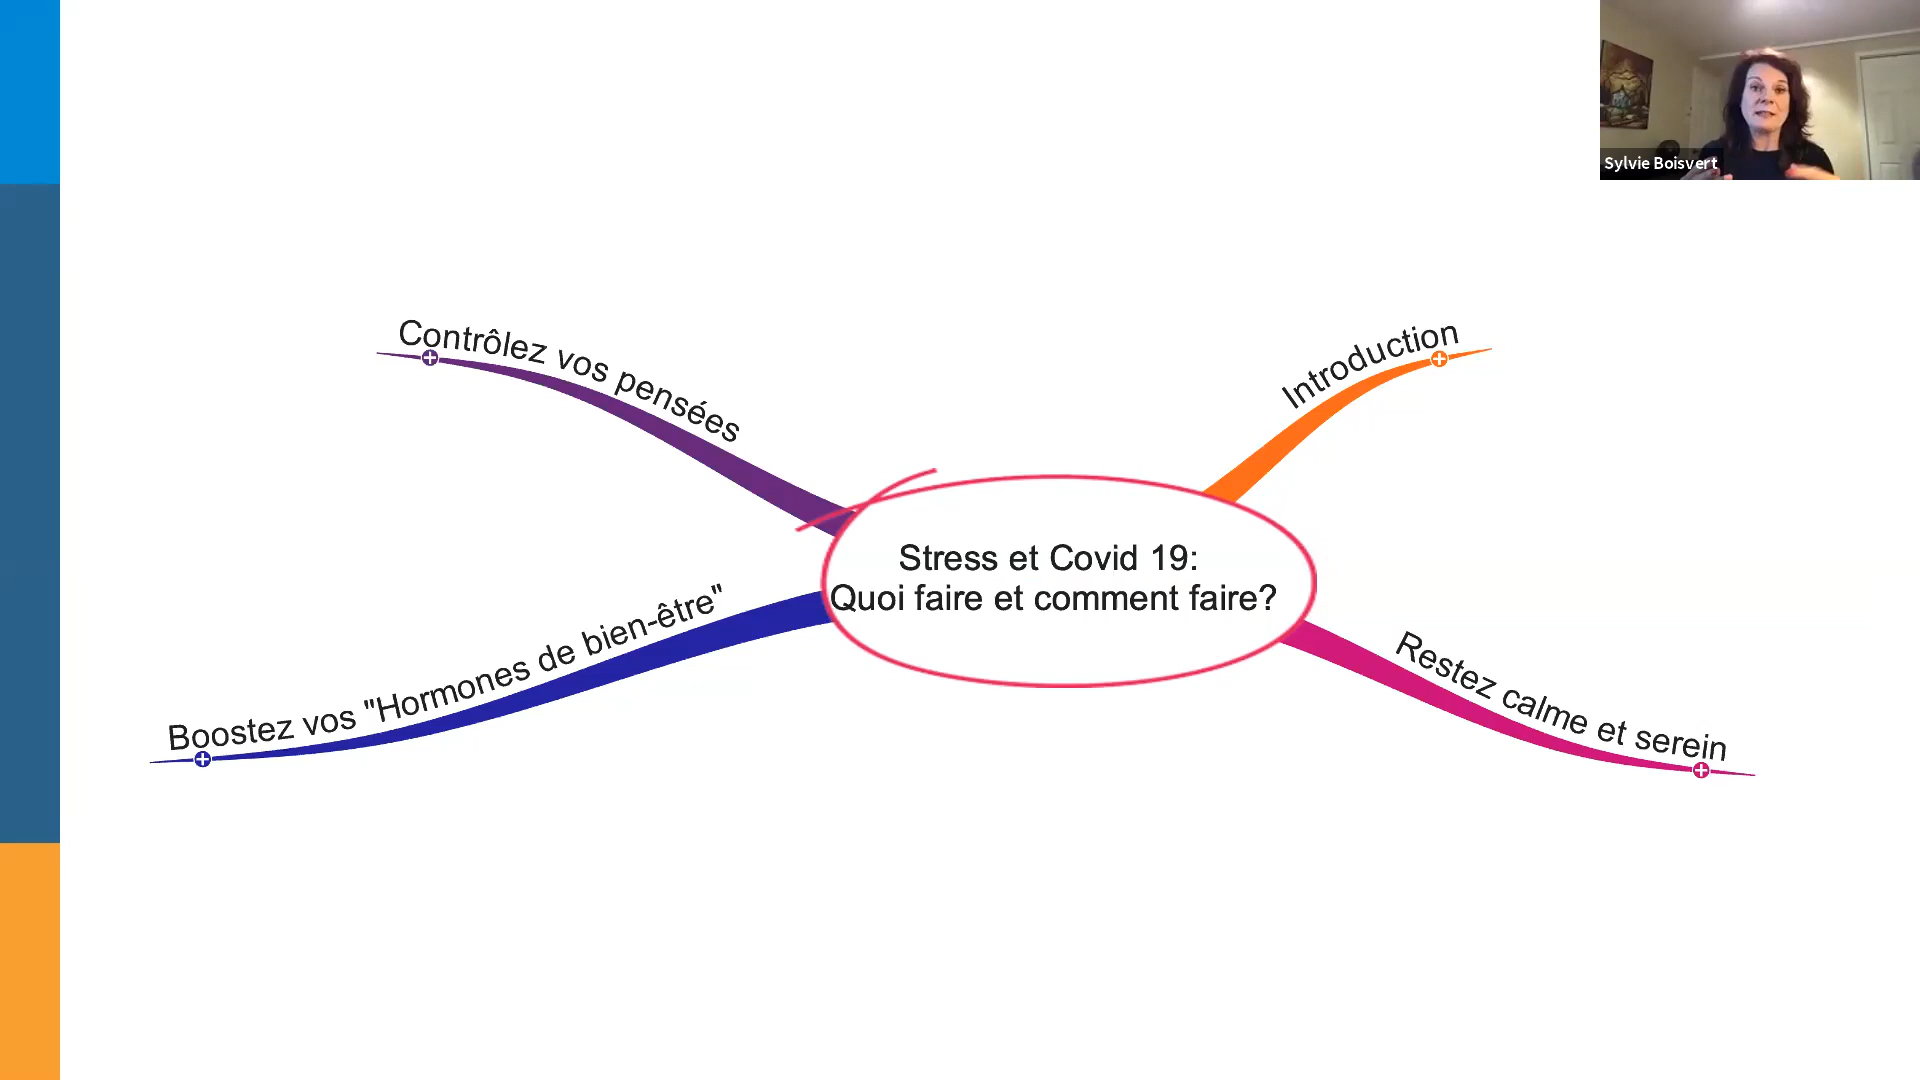 Sylvie Boisvert
Contrôlez vos pensées
Introduction
Stress et Covid 19:
Quoi faire et comment faire?
Boostez vos "Hormones de bien-être"
Restez calme et serein